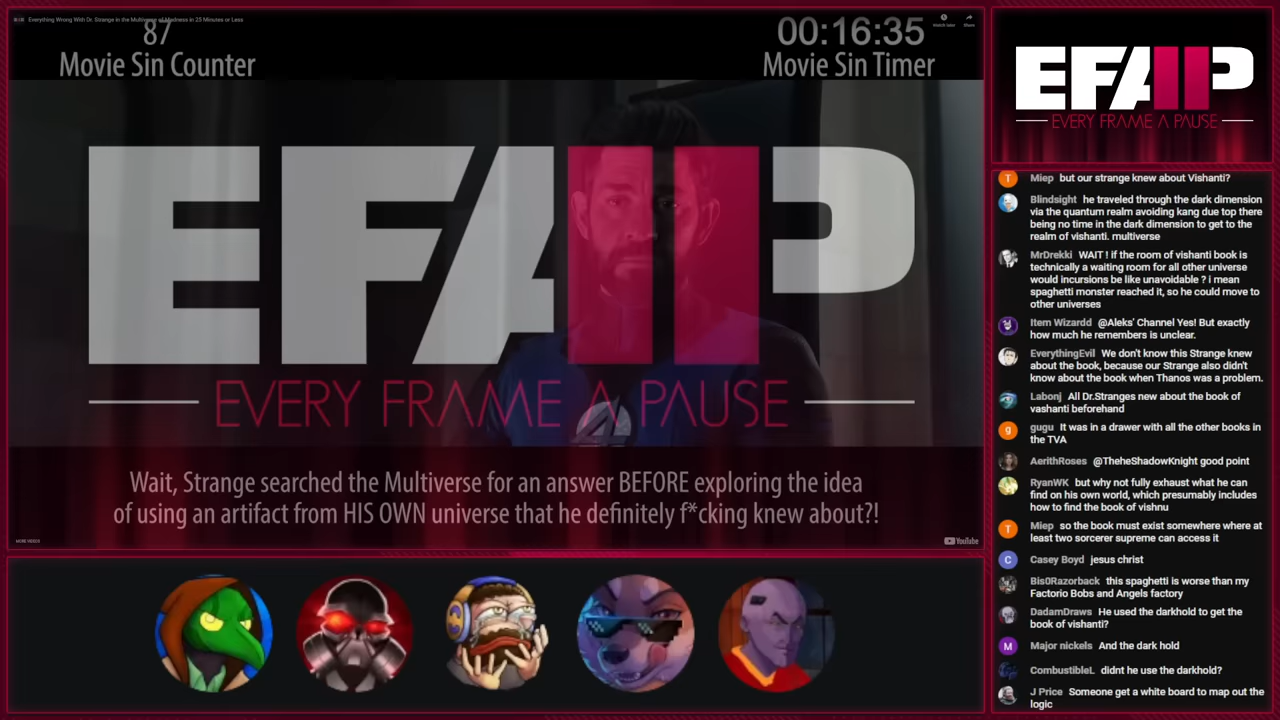 Everything Wrong With Dr. Strange in the Multiverse of Madness in 23 Minutes or Less
Watch later
Share
87
Movie Sin Counter
00:16:35
Movie Sin Timer
EFAP
EVERY FRAME A PAUSE
4
Wait, Strange searched the Multiverse for an answer BEFORE exploring the idea
of using an artifact from HIS OWN universe that he definitely f*cking knew about?!
MORE VIDEOS
YouTube
EFAP
EVERY FRAME A PAUSE
T
Miep but our strange knew about Vishanti?
Blindsight he traveled through the dark dimension
via the quantum realm avoiding kang due top there
being no time in the dark dimension to get to the
realm of vishanti. multiverse
MrDrekki WAIT ! if the room of vishanti book is
technically a waiting room for all other universe
would incursions be like unavoidable ? i mean
spaghetti monster reached it, so he could move to
other universes
Item Wizardd @Aleks' Channel Yes! But exactly
how much he remembers is unclear.
EverythingEvil We don't know this Strange knew
about the book, because our Strange also didn't
know about the book when Thanos was a problem.
Labonj All Dr.Stranges new about the book of
vashanti beforehand
g
gugu It was in a drawer with all the other books in
the TVA
AerithRoses @TheheShadowKnight good point
RyanWK but why not fully exhaust what he can
find on his own world, which presumably includes
how to find the book of vishnu
T
Miep so the book must exist somewhere where at
least two sorcerer supreme can access it
C
Casey Boyd jesus christ
Bis0Razorback this spaghetti is worse than my
Factorio Bobs and Angels factory
DadamDraws He used the darkhold to get the
book of vishanti?
M
Major nickels And the dark hold
CombustibleL didnt he use the darkhold?
J Price Someone get a white board to map out the
logic